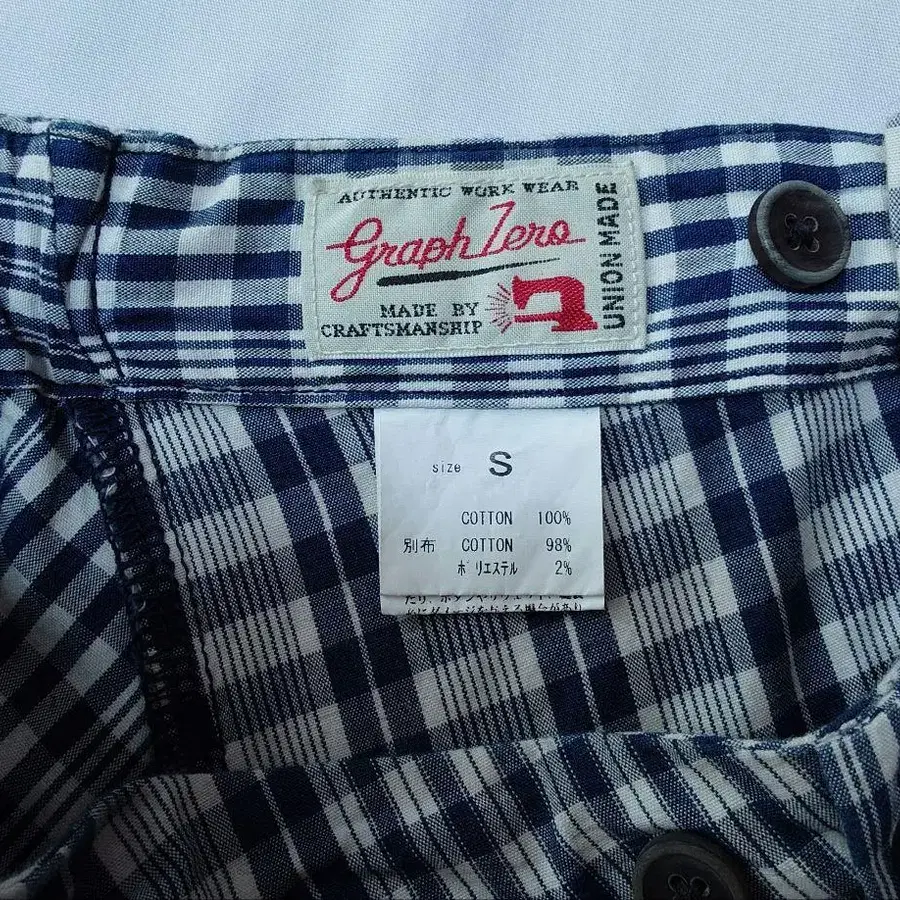 AUTHENTIC WORK WEAR
Graph Zero
MADE BY
CRAFTSMANSHIP
UNION MADE
size S
COTTON 100%
別布 COTTON 98%
ポリエステル 2%